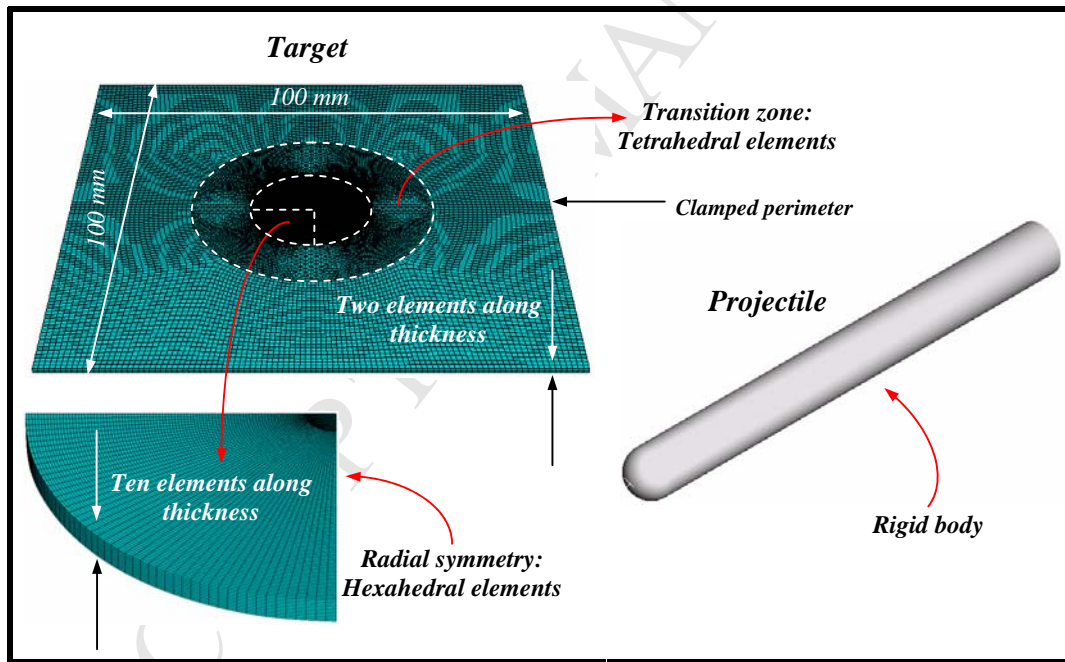 Target
100 mm
Transition zone:
Tetrahedral elements
100 mm
Clamped perimeter
Two elements along
thickness
Projectile
Ten elements along
thickness
Radial symmetry:
Hexahedral elements
Rigid body